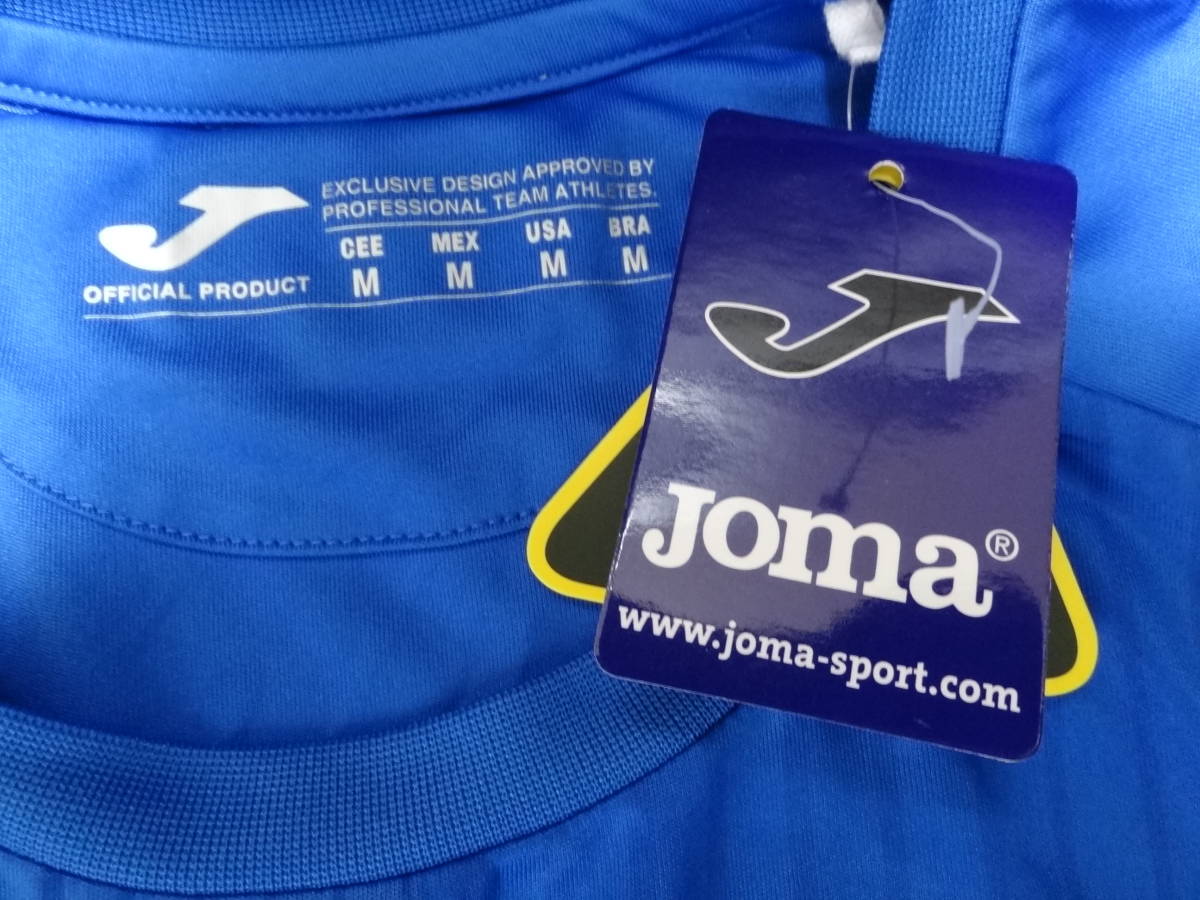 EXCLUSIVE DESIGN APPROVED BY
PROFESSIONAL TEAM ATHLETES.
CEE MEX USA BRA
M M M M
OFFICIAL PRODUCT
Joma®
www.joma-sport.com